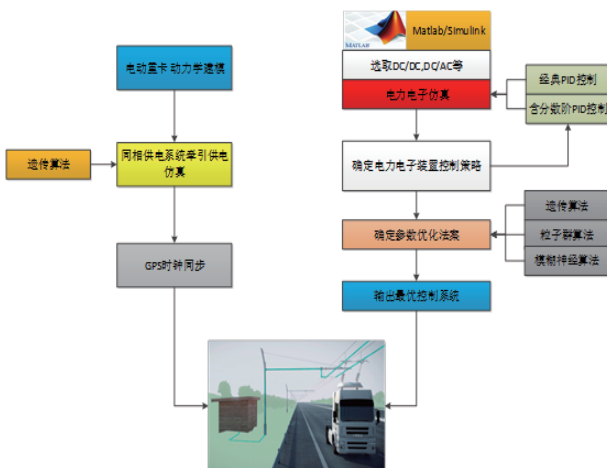 MATLAB
Matlab/Simulink
选取DC/DC,DC/AC等
电力电子仿真
经典PID控制
含分数阶PID控制
电动重卡 动力学建模
遗传算法
同相供电系统牵引供电
仿真
确定电力电子装置控制策略
确定参数优化法案
遗传算法
粒子群算法
模糊神经算法
GPS时钟同步
输出最优控制系统